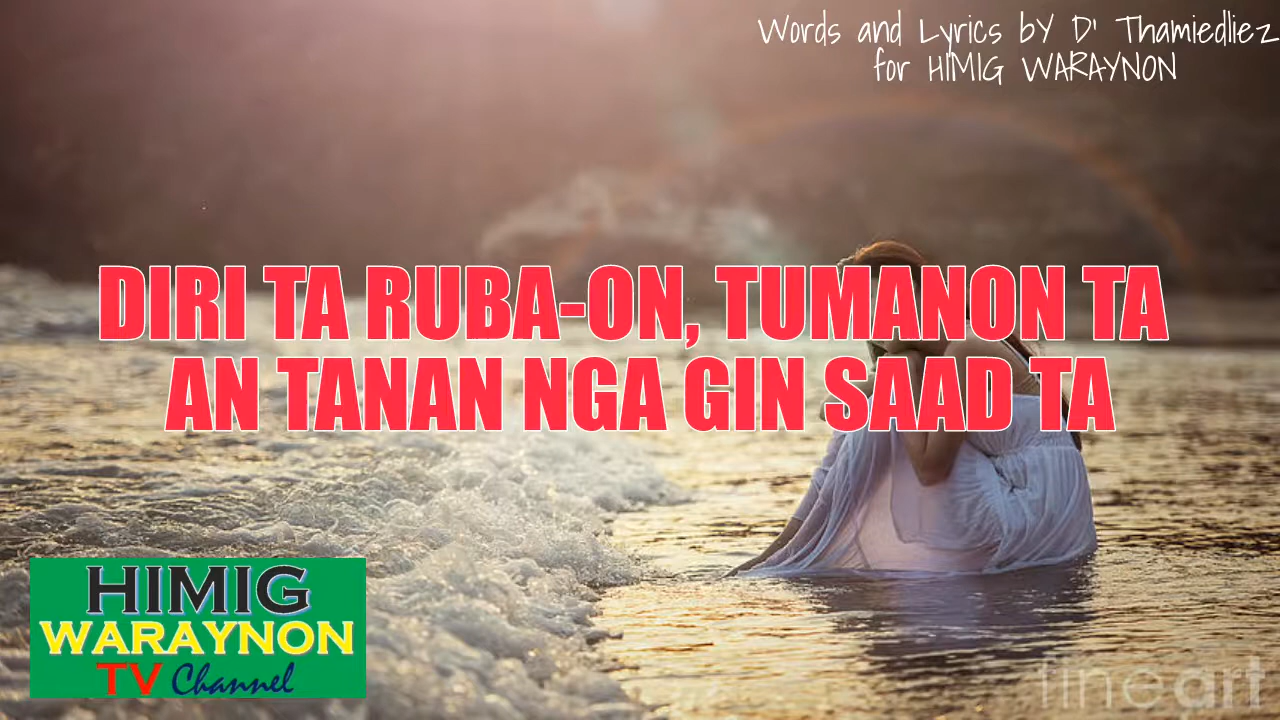 Words and Lyrics bY D' Thamiedliez
for HIMIG WARAYNON
DIRI TA RUBA-ON, TUMANON TA
AN TANAN NGA GIN SAAD TA
HIMIG
WARAYNON
TV Channel
fineart